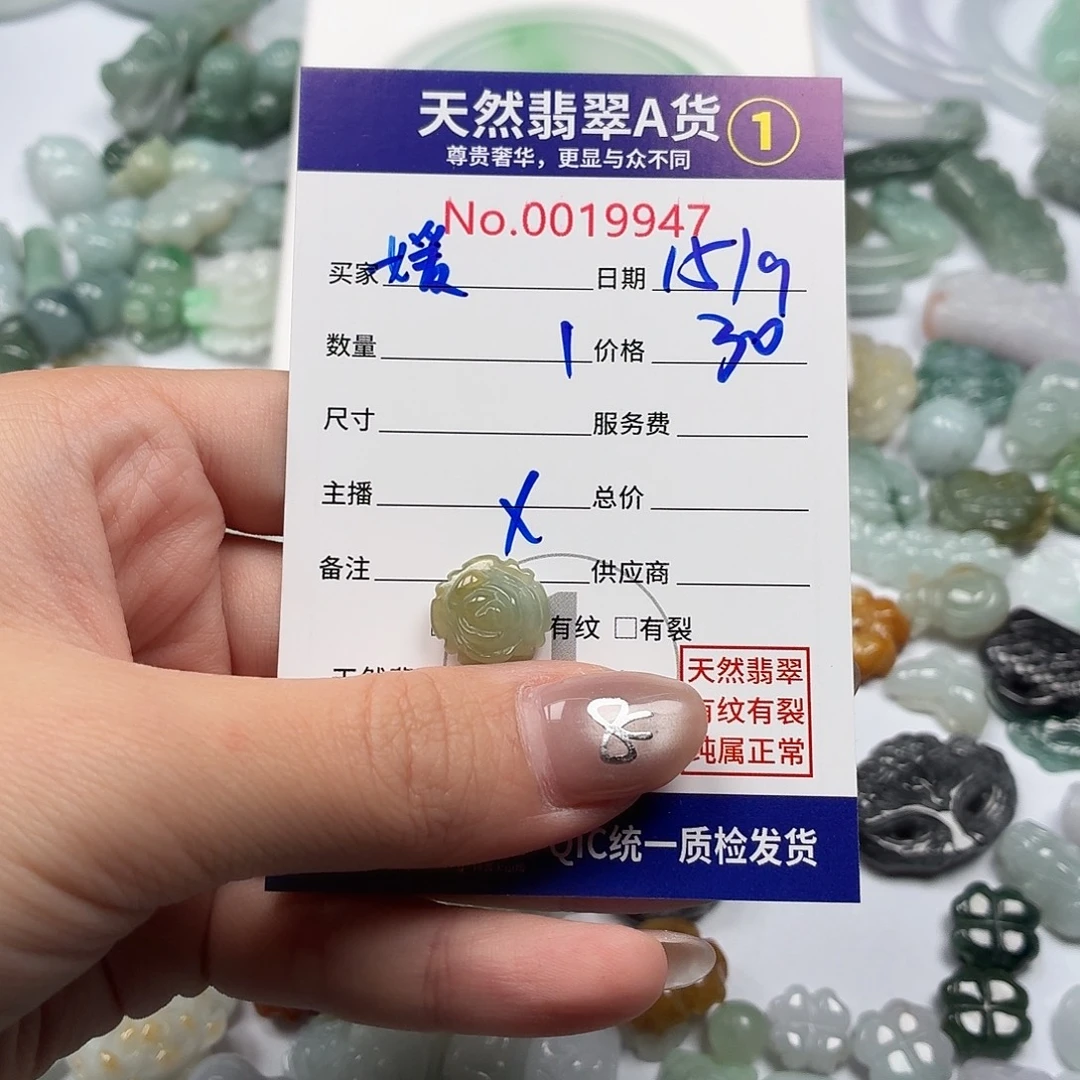 天然翡翠A货 1
尊贵奢华，更显与众不同
No.0019947
买家 媛 日期 15/9
数量 1 价格 30
尺寸 服务费
主播 X 总价
备注 供应商
有纹 □有裂
天然翡翠
有纹有裂
纯属正常
QIC统一质检发货